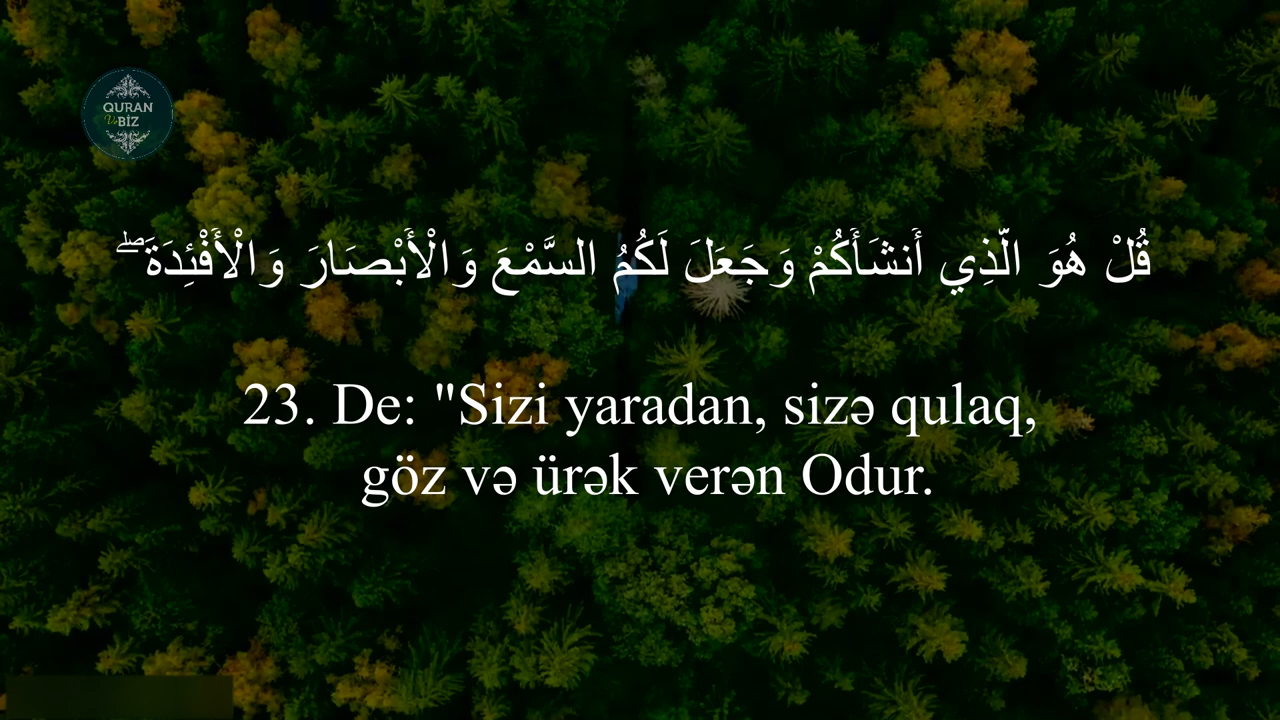 QURAN
Və BİZ
قُلْ هُوَ الَّذِي أَنشَأَكُمْ وَجَعَلَ لَكُمُ السَّمْعَ وَالْأَبْصَارَ وَالْأَفْئِدَةَ ۖ
23. De: "Sizi yaradan, sizə qulaq,
göz və ürək verən Odur.